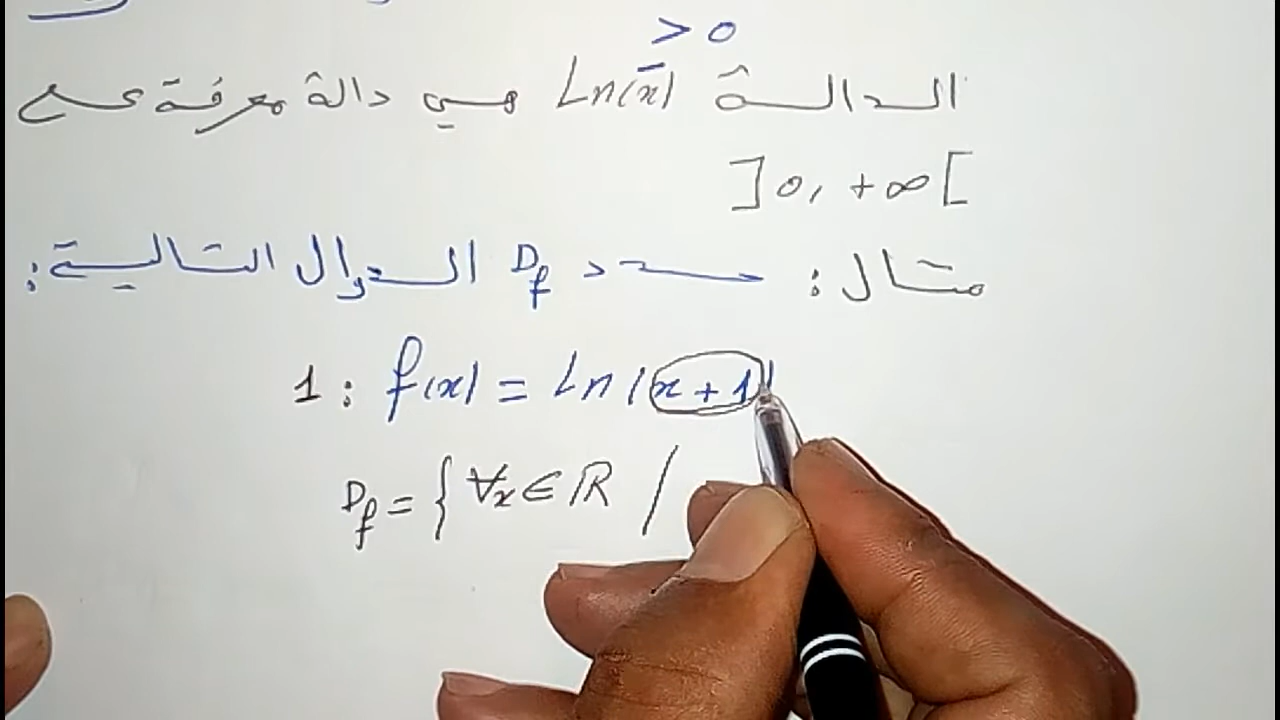 > 0
الدالة Ln(x) هي دالة معرفة على
]0, +∞[
مثال: حدد Df الدوال التالية:
1: f(x) = Ln(x+1)
Df = { ∀x ∈ ℝ /